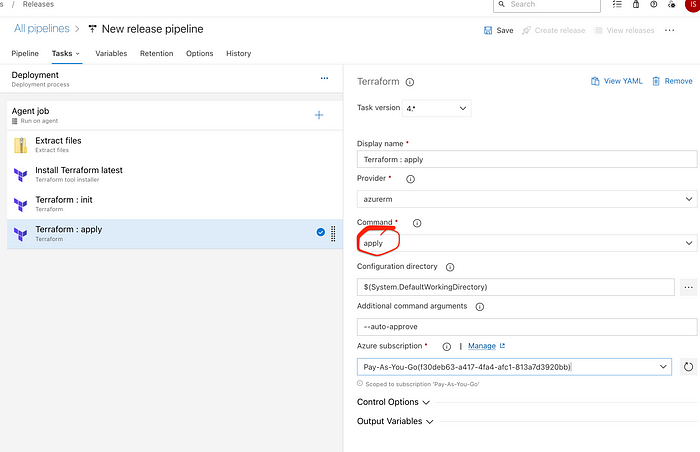 s / Releases
Search
IS
All pipelines > New release pipeline
Save
Create release
View releases
...
Pipeline
Tasks
Variables
Retention
Options
History
Deployment
Deployment process
...
Agent job
Run on agent
+
Extract files
Extract files
Install Terraform latest
Terraform tool installer
Terraform : init
Terraform
Terraform : apply
Terraform
Terraform
View YAML
Remove
Task version 4.*
Display name *
Terraform : apply
Provider *
azurerm
Command *
apply
Configuration directory
$(System.DefaultWorkingDirectory)
...
Additional command arguments
--auto-approve
Azure subscription * | Manage
Pay-As-You-Go(f30deb63-a417-4fa4-afc1-813a7d3920bb)
Scoped to subscription 'Pay-As-You-Go'
Control Options
Output Variables